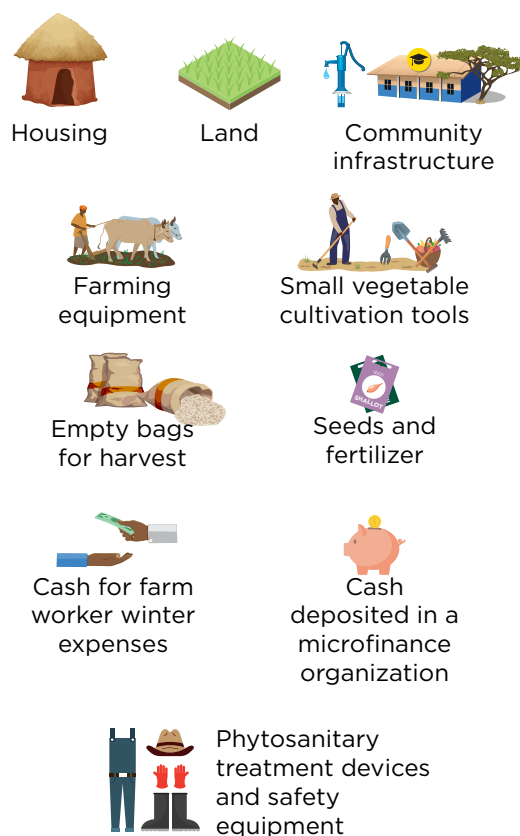 Housing
Land
Community
infrastructure
Farming
equipment
Small vegetable
cultivation tools
Empty bags
for harvest
SHALLOT
Seeds and
fertilizer
Cash for farm
worker winter
expenses
Cash
deposited in a
microfinance
organization
Phytosanitary
treatment devices
and safety
equipment